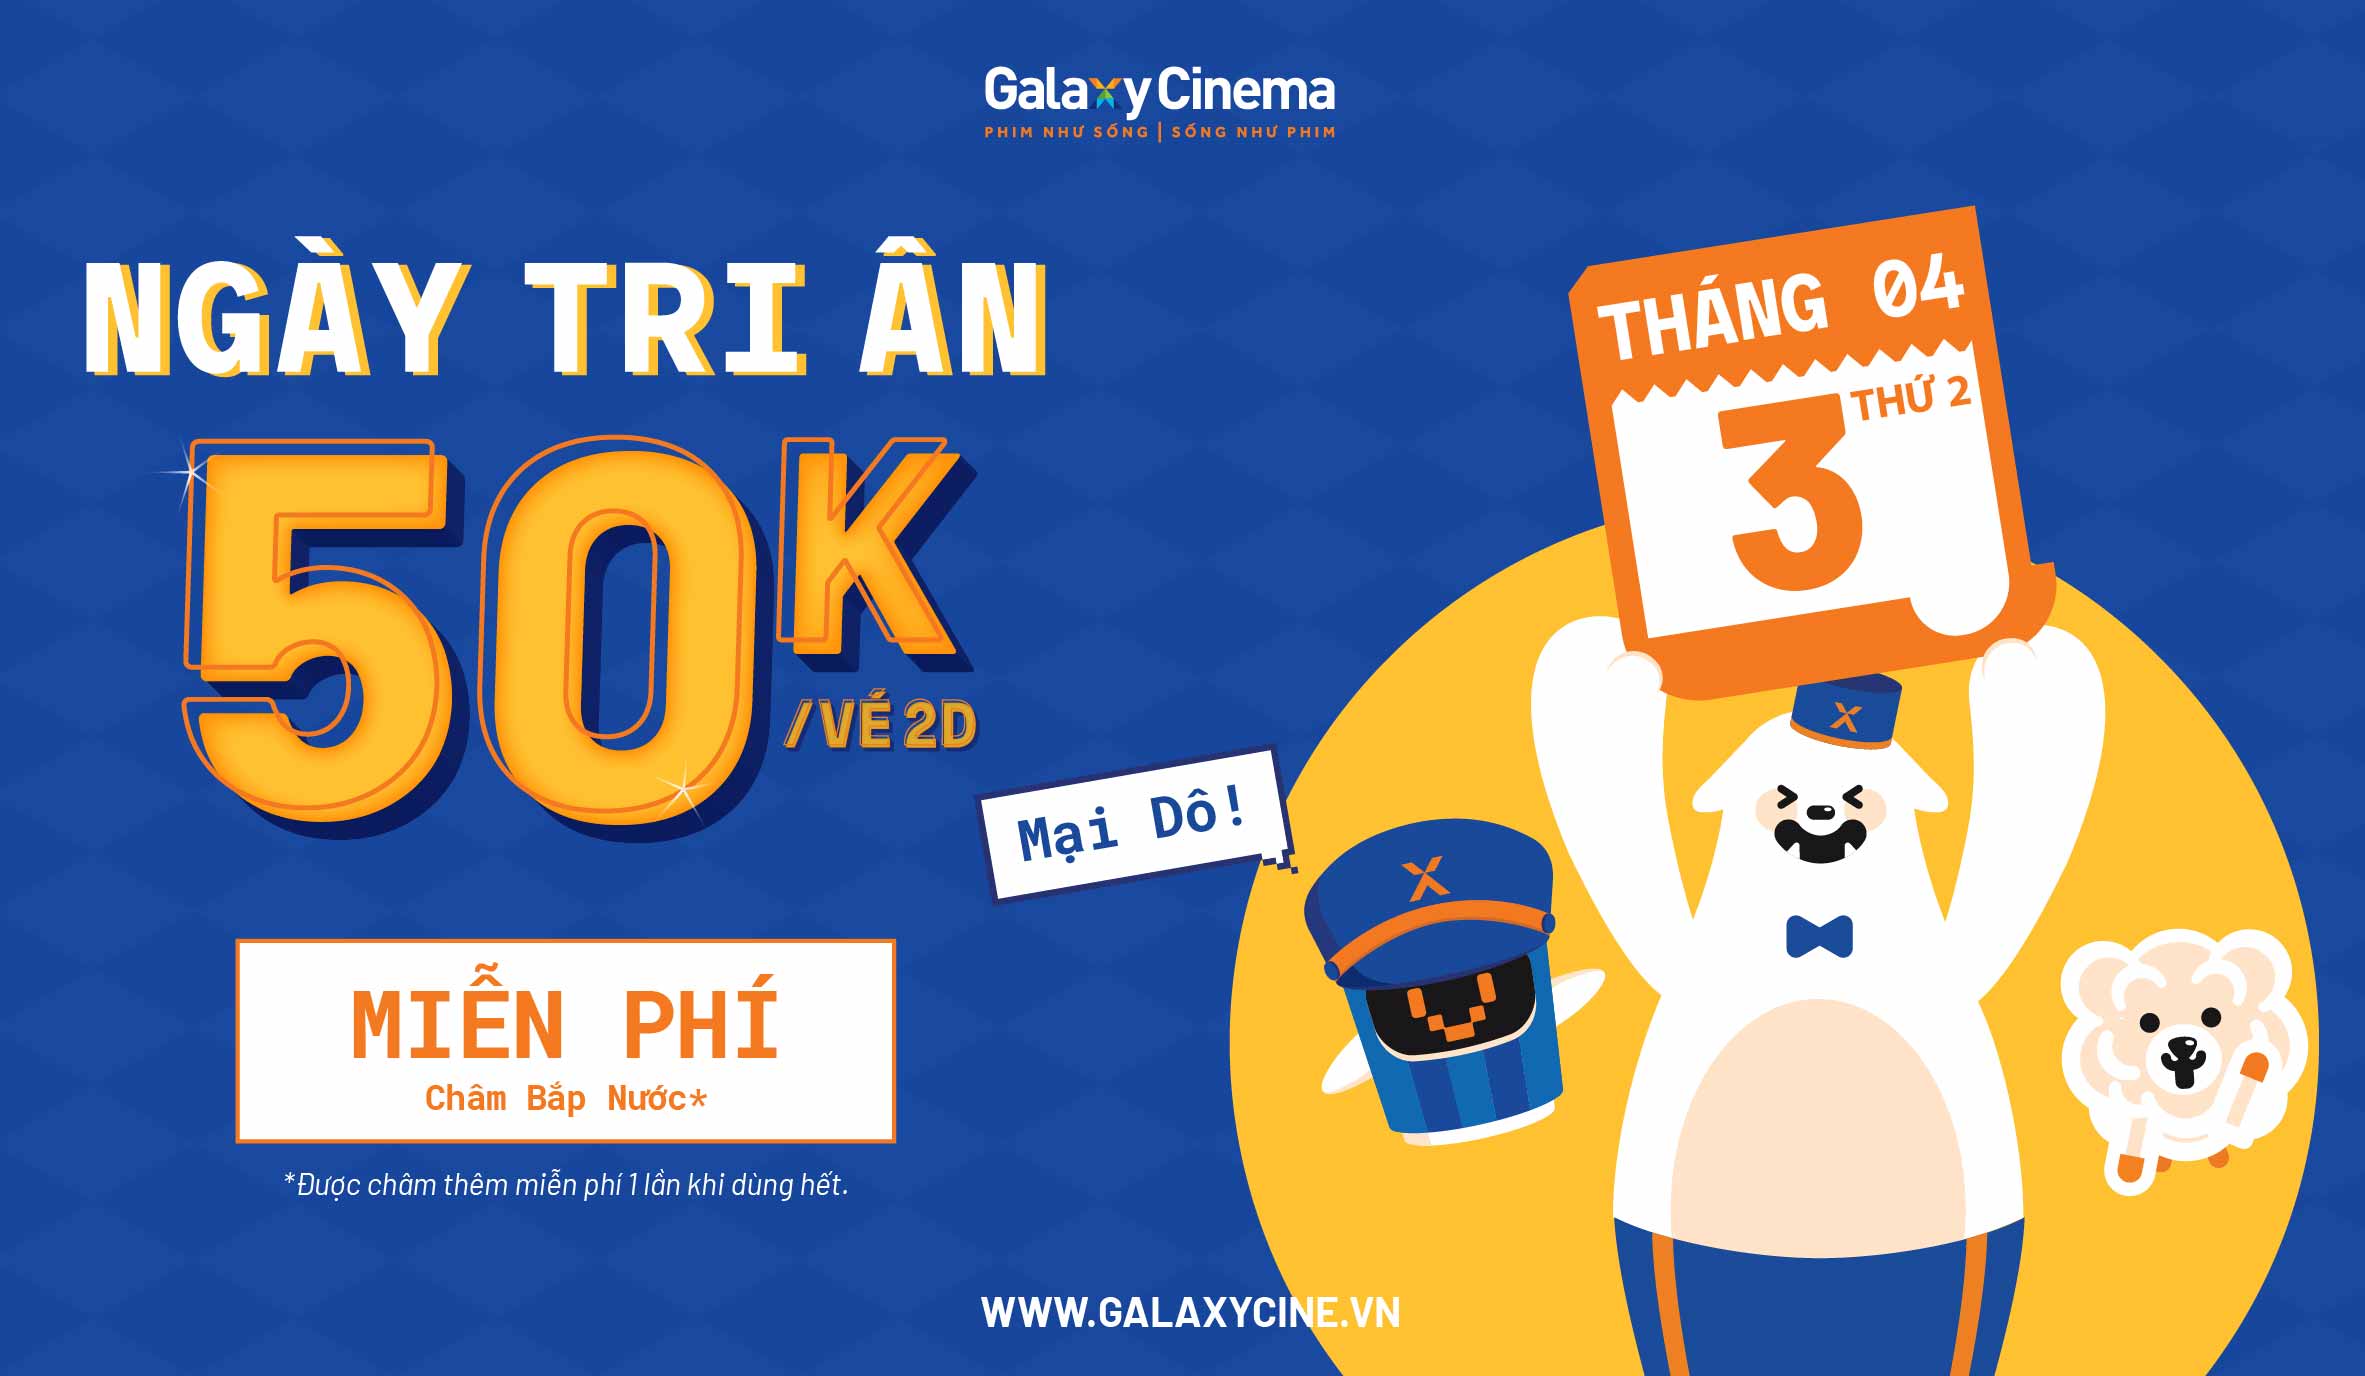 Galaxy Cinema
PHIM NHƯ SỐNG | SỐNG NHƯ PHIM
NGÀY TRI ÂN
50K
/VÉ 2D
MIỄN PHÍ
Châm Bắp Nước*
*Được châm thêm miễn phí 1 lần khi dùng hết.
THÁNG 04
THỨ 2
3
Mại Dô!
WWW.GALAXYCINE.VN